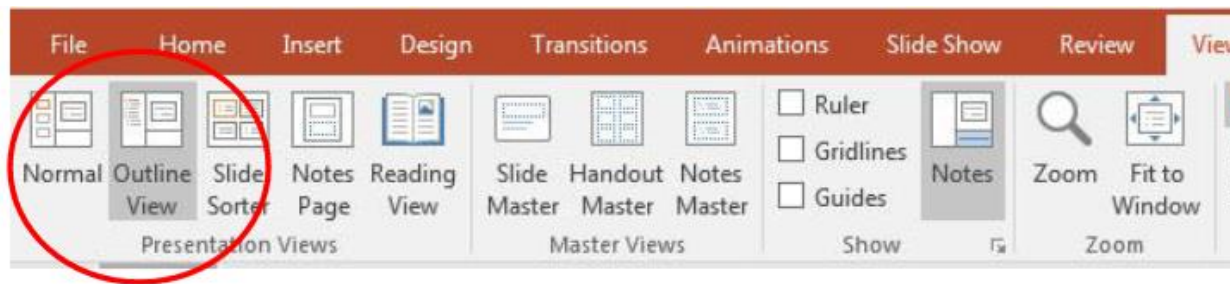 File Home Insert Design Transitions Animations Slide Show Review View
Normal Outline View Slide Sorter Notes Page Reading View
Presentation Views
Slide Master Handout Master Notes Master
Master Views
Ruler
Gridlines
Guides
Notes
Show
Zoom Fit to Window
Zoom